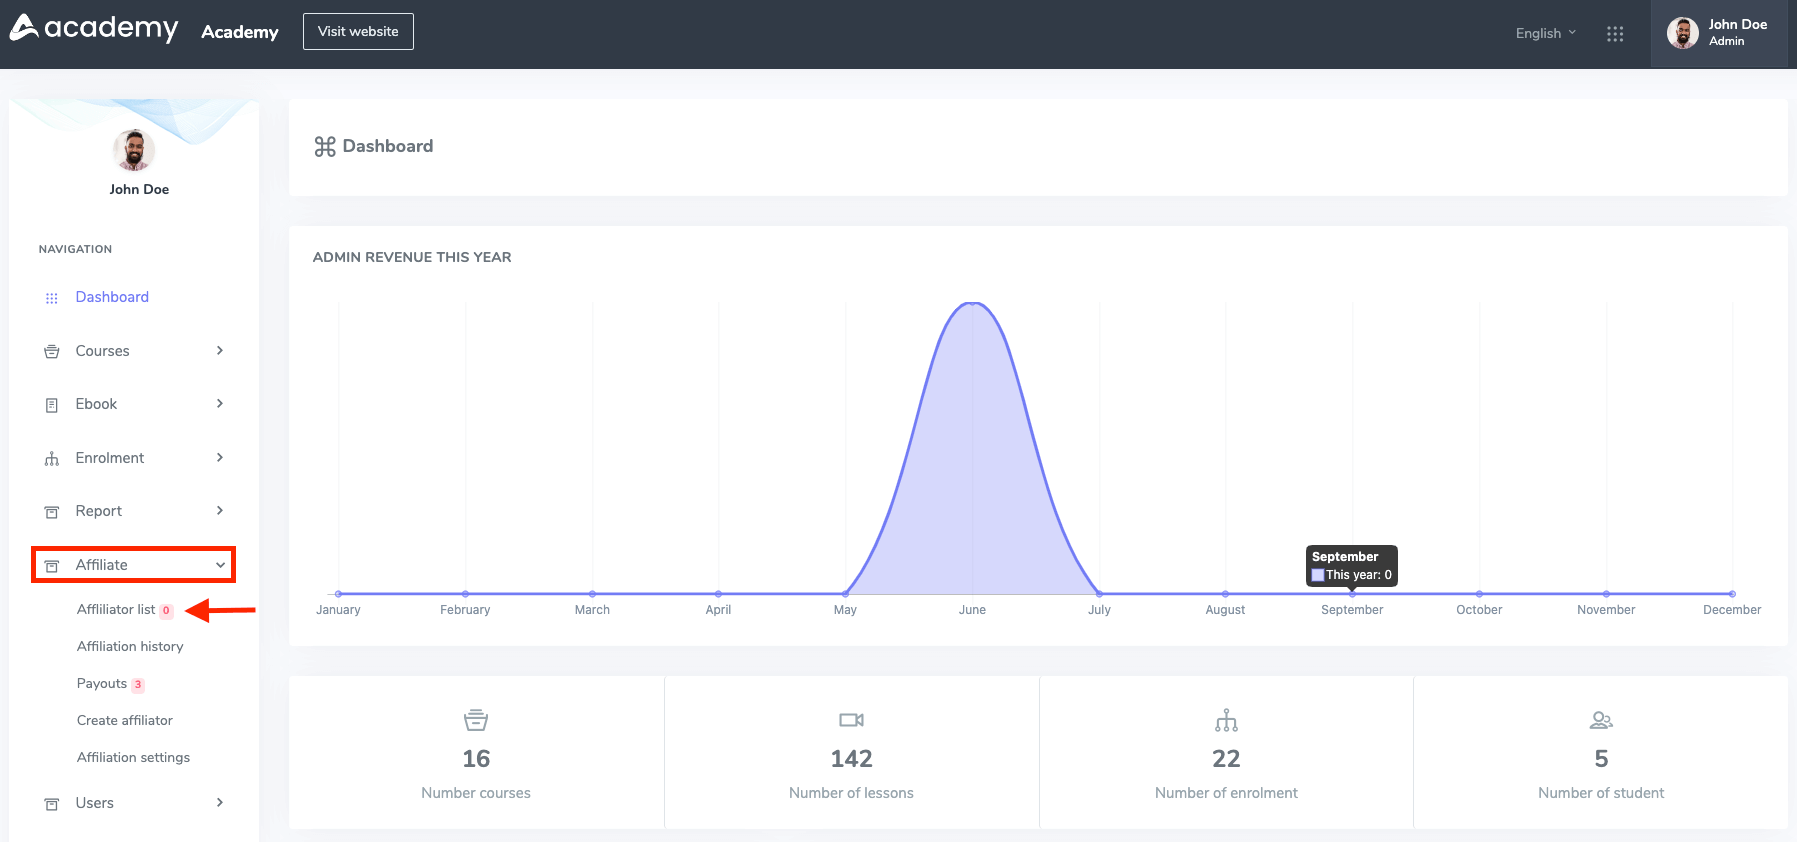 academy Academy Visit website English John Doe
Admin
John Doe
NAVIGATION
Dashboard
Courses
Ebook
Enrolment
Report
Affiliate
Affliliator list 0
Affiliation history
Payouts 3
Create affiliator
Affiliation settings
Users
Dashboard
ADMIN REVENUE THIS YEAR
September
This year: 0
January February March April May June July August September October November December
16 142 22 5
Number courses Number of lessons Number of enrolment Number of student